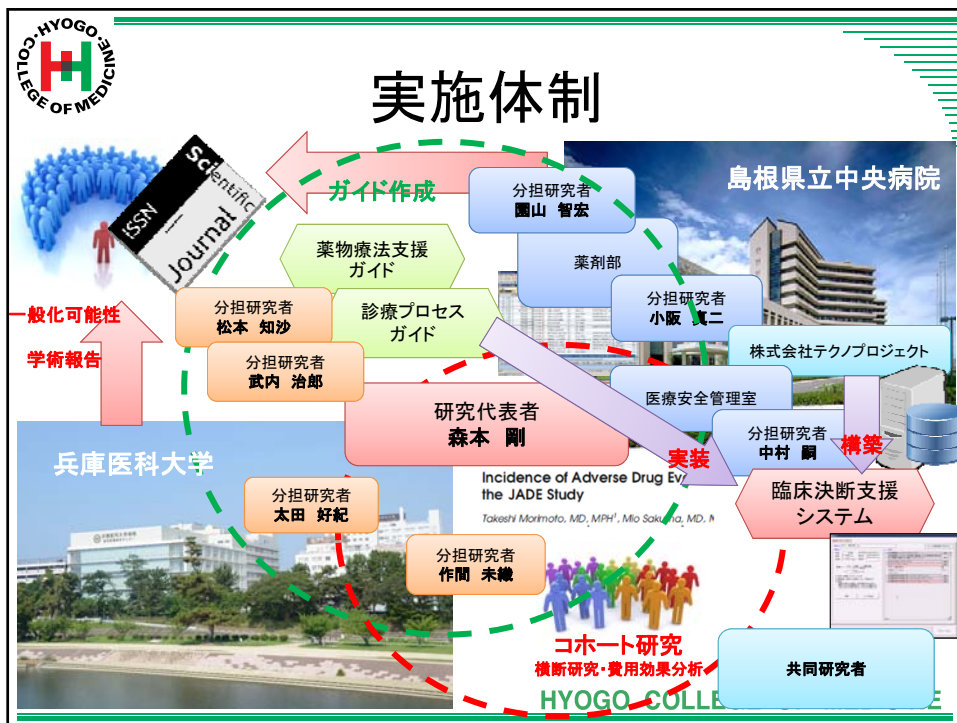 HYOGO・COLLEGE OF MEDICINE
実施体制
島根県立中央病院
ガイド作成
分担研究者
園山 智宏
Scientific
ISSN
Journal
薬物療法支援
ガイド
薬剤部
診療プロセス
ガイド
分担研究者
小阪 真二
一般化可能性
学術報告
分担研究者
松本 知沙
分担研究者
武内 治郎
株式会社テクノプロジェクト
医療安全管理室
研究代表者
森本 剛
分担研究者
中村 嗣
構築
実装
兵庫医科大学
Incidence of Adverse Drug Ev
the JADE Study
Takeshi Morimoto, MD, MPH¹, Mio Sakuma, MD, M
臨床決断支援
システム
分担研究者
太田 好紀
分担研究者
作間 未織
コホート研究
横断研究・費用効果分析
共同研究者
HYOGO COLLE
E